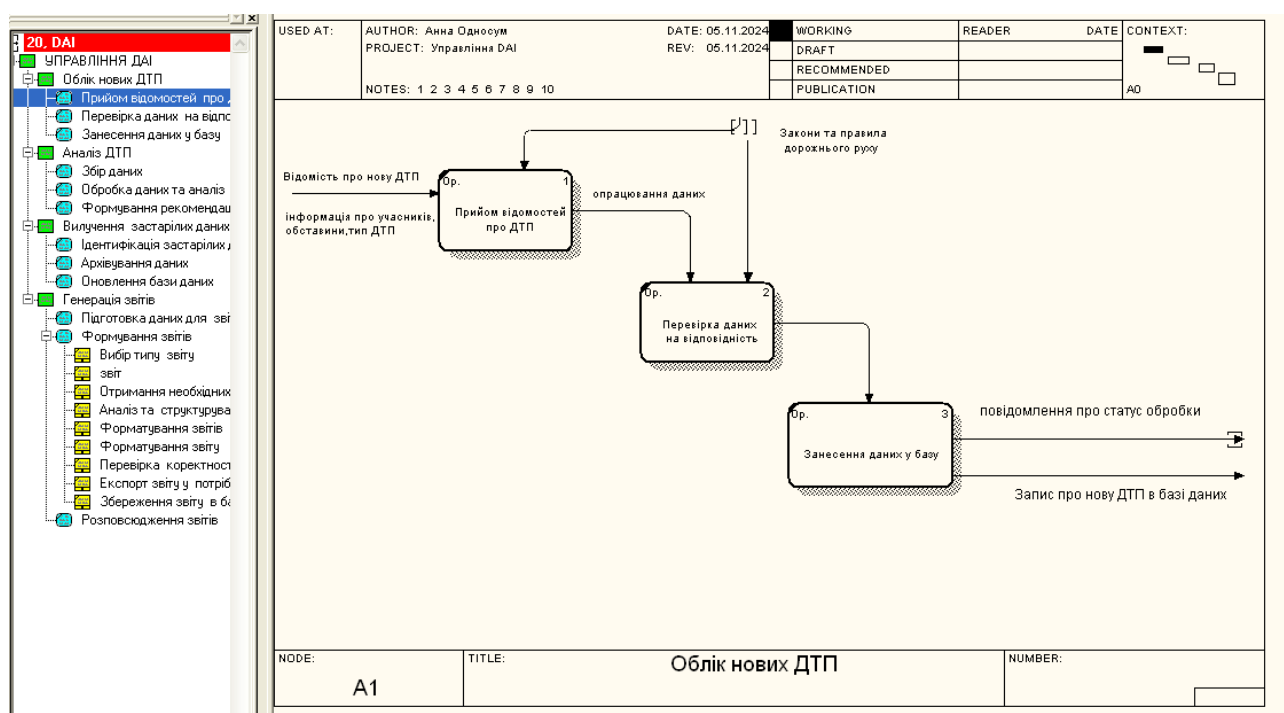 20, DAI
УПРАВЛІННЯ ДАІ
Облік нових ДТП
Прийом відомостей про
Перевірка даних на відпо
Занесення даних у базу
Аналіз ДТП
Збір даних
Обробка даних та аналіз
Формування рекомендац
Вилучення застарілих даних
Ідентифікація застарілих
Архівування даних
Оновлення бази даних
Генерація звітів
Підготовка даних для зві
Формування звітів
Вибір типу звіту
звіт
Отримання необхідних
Аналіз та структурува
Форматування звітів
Форматування звіту
Перевірка коректност
Експорт звіту у потріб
Збереження звіту в ба
Розповсюдження звітів
USED AT:
AUTHOR: Анна Односум
DATE: 05.11.2024
PROJECT: Управлінна DAI
REV: 05.11.2024
NOTES: 1 2 3 4 5 6 7 8 9 10
WORKING
DRAFT
RECOMMENDED
PUBLICATION
READER
DATE
CONTEXT:
A0
Закони та правила
дорожнього руху
Відомість про нову ДТП
інформація про учасників,
обставини,тип ДТП
0р.
1
Прийом відомостей
про ДТП
опрацювання даних
0р.
2
Перевірка даних
на відповідність
0р.
3
Занесення даних у базу
повідомлення про статус обробки
Запис про нову ДТП в базі даних
NODE:
A1
TITLE:
Облік нових ДТП
NUMBER: